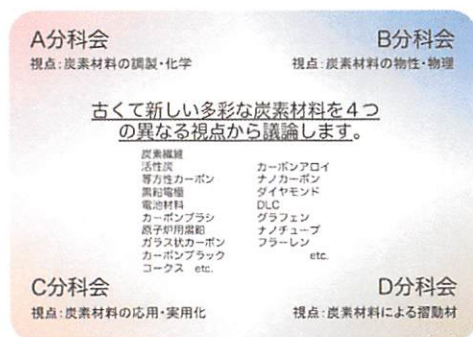 A分科会
視点:炭素材料の調製・化学
B分科会
視点:炭素材料の物性・物理
古くて新しい多彩な炭素材料を４つ
の異なる視点から議論します。
炭素繊維
活性炭
等方性カーボン
黒鉛電極
電池材料
カーボンブラシ
原子炉用黒鉛
ガラス状カーボン
カーボンブラック
コークス etc.
カーボンアロイ
ナノカーボン
ダイヤモンド
DLC
グラフェン
ナノチューブ
フラーレン
etc.
C分科会
視点:炭素材料の応用・実用化
D分科会
視点:炭素材料による摺動材